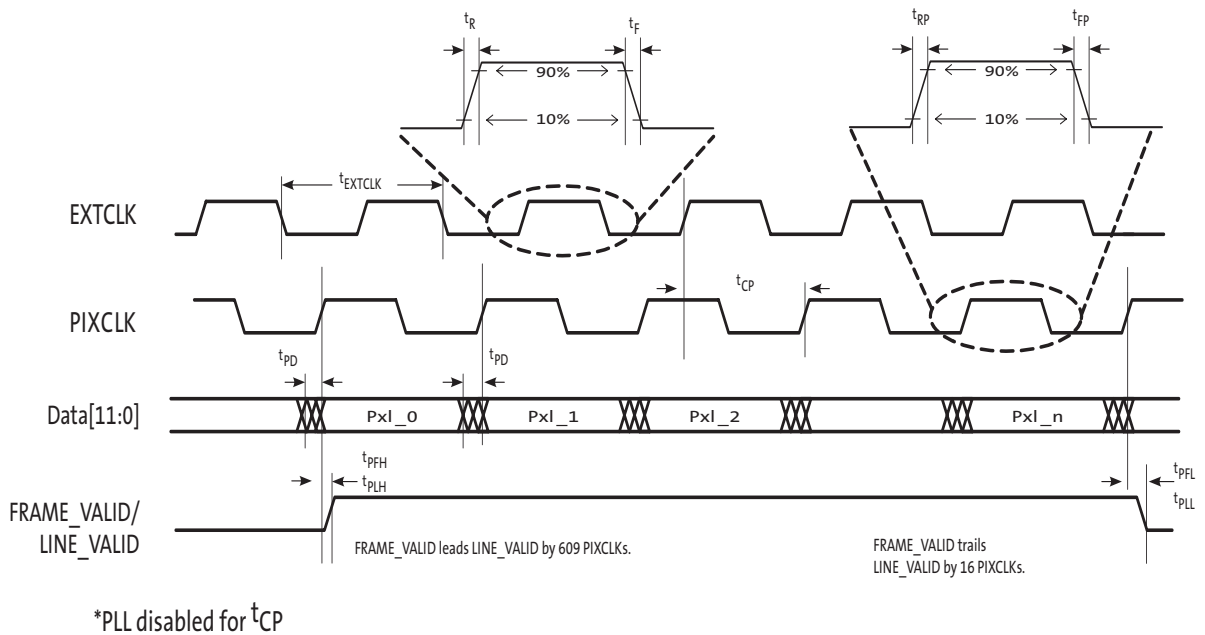 tR
tF
tRP
tFP
90%
90%
10%
10%
tEXTCLK
EXTCLK
tCP
PIXCLK
tPD
tPD
Data[11:0]
Pxl_0
Pxl_1
Pxl_2
Pxl_n
tPFH
tPLH
tPFL
tPLL
FRAME_VALID/
LINE_VALID
FRAME_VALID leads LINE_VALID by 609 PIXCLKs.
FRAME_VALID trails
LINE_VALID by 16 PIXCLKs.
*PLL disabled for tCP